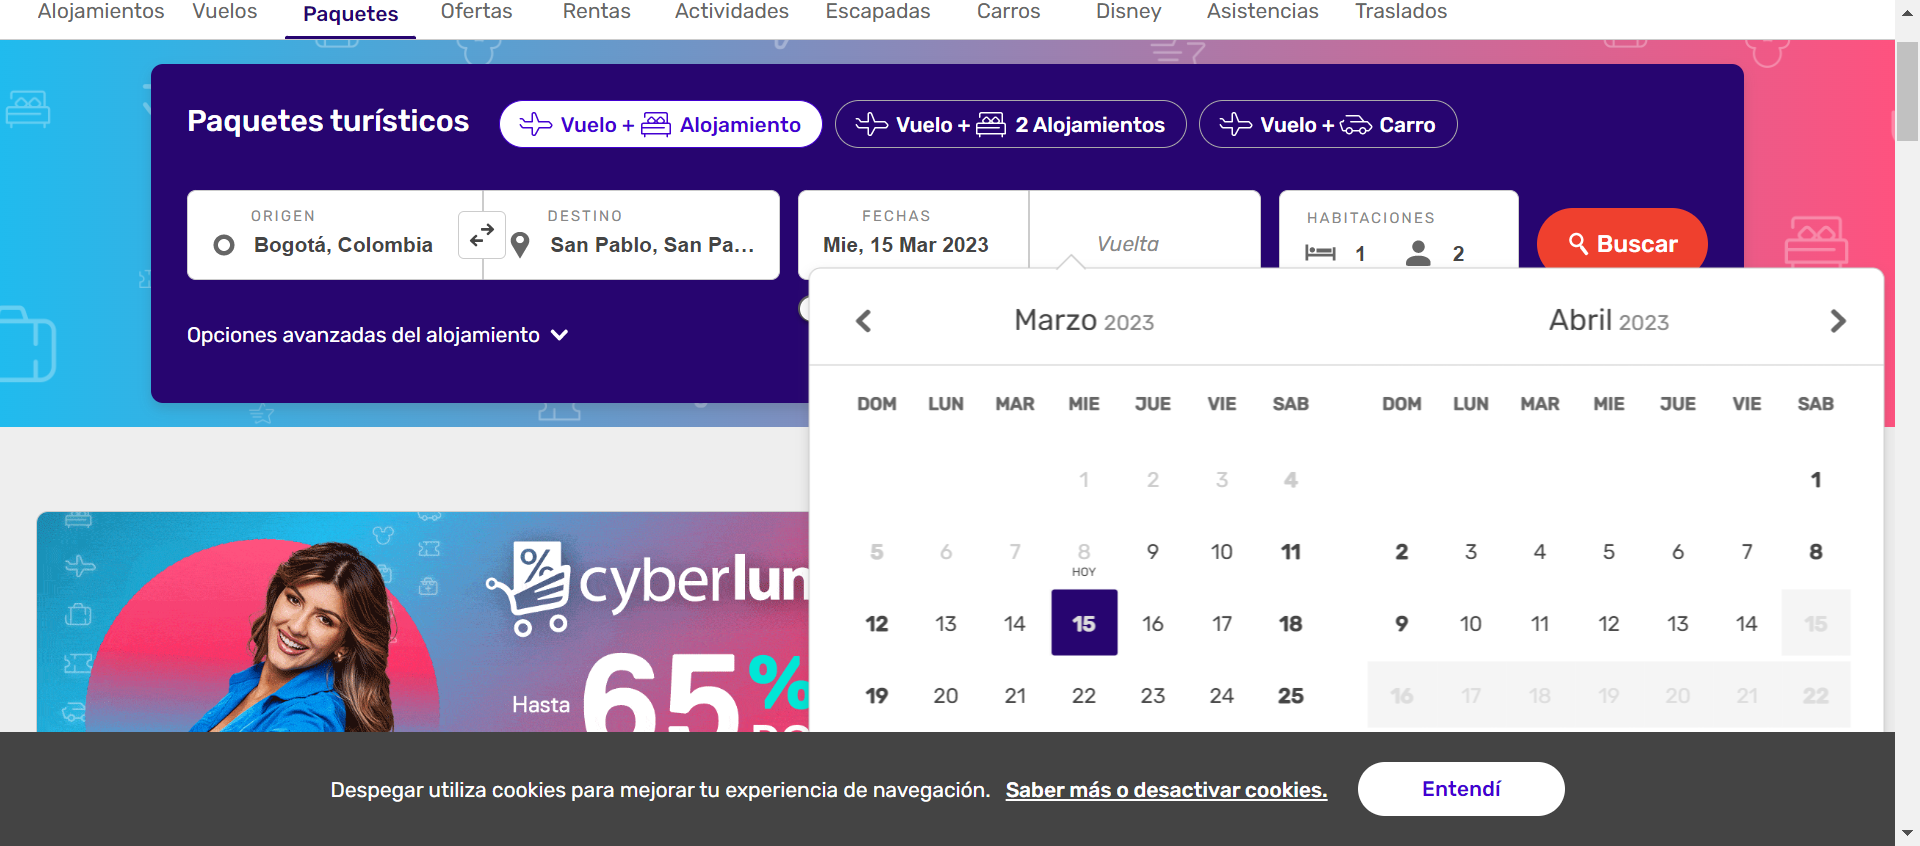 Alojamientos Vuelos Paquetes Ofertas Rentas Actividades Escapadas Carros Disney Asistencias Traslados
Paquetes turísticos
Vuelo + Alojamiento
Vuelo + 2 Alojamientos
Vuelo + Carro
ORIGEN
Bogotá, Colombia
DESTINO
San Pablo, San Pa...
FECHAS
Mie, 15 Mar 2023
Vuelta
HABITACIONES
1 2
Buscar
Opciones avanzadas del alojamiento
Marzo 2023
DOM LUN MAR MIE JUE VIE SAB
1 2 3 4
5 6 7 8 9 10 11
HOY
12 13 14 15 16 17 18
19 20 21 22 23 24 25
Abril 2023
DOM LUN MAR MIE JUE VIE SAB
1
2 3 4 5 6 7 8
9 10 11 12 13 14 15
16 17 18 19 20 21 22
%
cyberlun
Hasta 65%
Despegar utiliza cookies para mejorar tu experiencia de navegación. Saber más o desactivar cookies.
Entendí